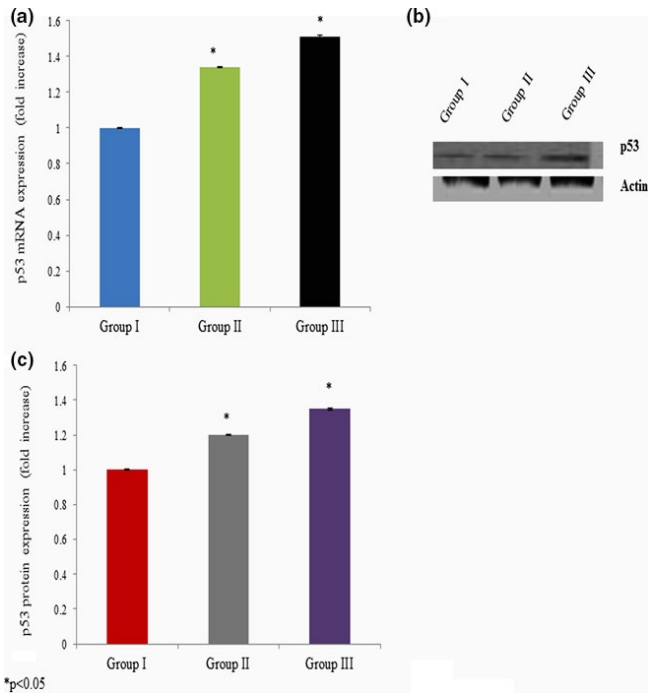 (a)
p53 mRNA expression (fold increase)
1.6
1.4
1.2
1
0.8
0.6
0.4
0.2
0
*
*
Group I
Group II
Group III
(b)
Group I
Group II
Group III
p53
Actin
(c)
p53 protein expression (fold increase)
1.6
1.4
1.2
1
0.8
0.6
0.4
0.2
0
*
*
Group I
Group II
Group III
*p<0.05